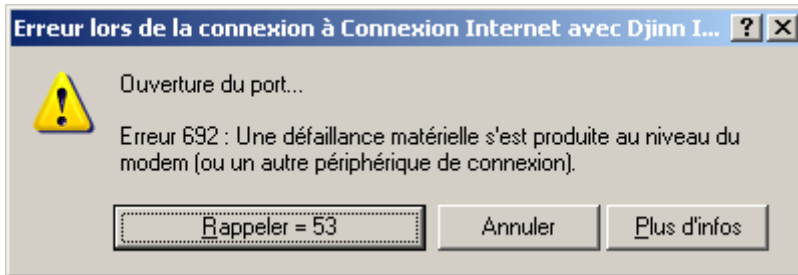 Erreur lors de la connexion à Connexion Internet avec Djinn I...
Ouverture du port...
Erreur 692 : Une défaillance matérielle s'est produite au niveau du
modem (ou un autre périphérique de connexion).
Rappeler = 53 Annuler Plus d'infos